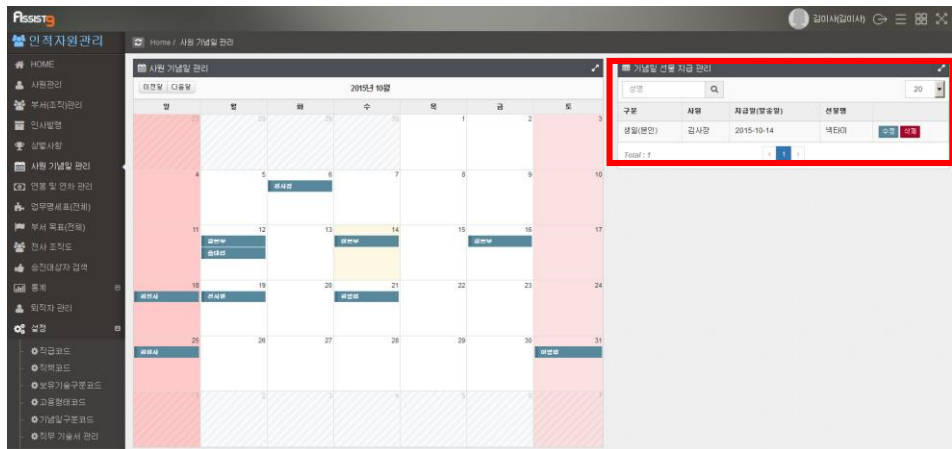 Assist9
김이사(김이사)
인적자원관리
Home / 사원 기념일 관리
HOME
사원관리
부서(조직)관리
인사발령
상벌사항
사원 기념일 관리
연봉 및 연차 관리
업무명세표(전체)
부서 목표(전체)
전사 조직도
승진대상자 검색
통계
퇴직자 관리
설정
직급코드
직책코드
보유기술구분코드
고용형태코드
기념일구분코드
직무 기술서 관리
사원 기념일 관리
이전달 다음달
2015년 10월
일 월 화 수 목 금 토
1 2 3
4 5 6 7 8 9 10
11 12 13 14 15 16 17
18 19 20 21 22 23 24
25 26 27 28 29 30 31
기념일 선물 지급 관리
성명
20
구분 사원 지급일(발송일) 선물명
생일(본인) 김사장 2015-10-14 넥타이 수정 삭제
Total : 1
1